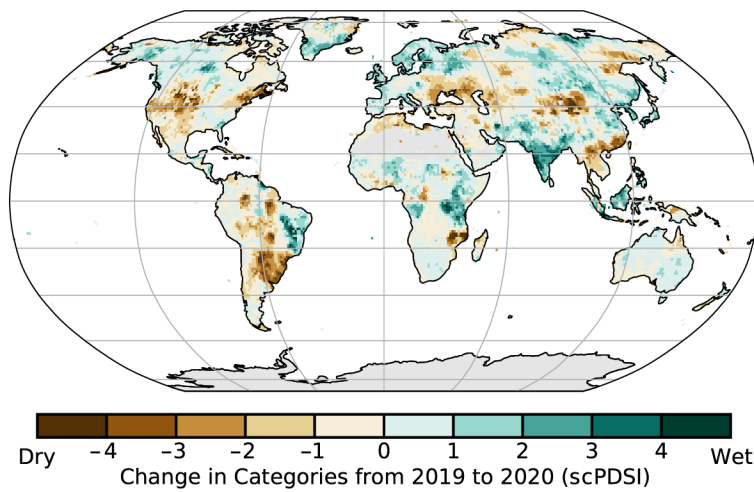 Dry −4 −3 −2 −1 0 1 2 3 4 Wet
Change in Categories from 2019 to 2020 (scPDSI)